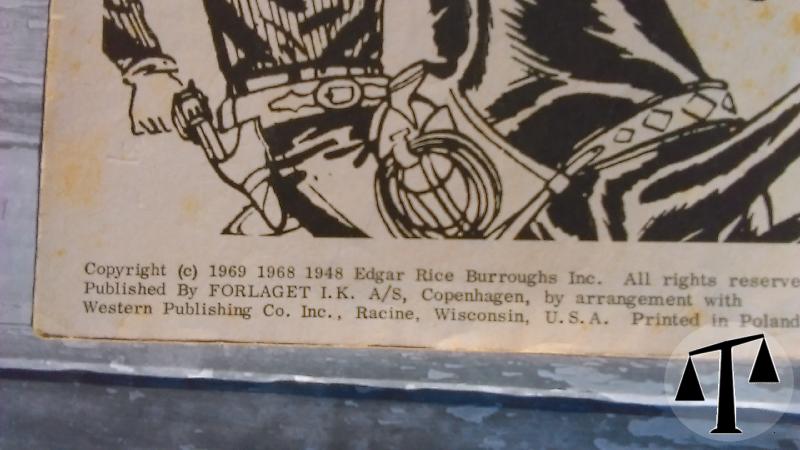 Copyright (c) 1969 1968 1948 Edgar Rice Burroughs Inc. All rights reserve
Published By FORLAGET I.K. A/S, Copenhagen, by arrangement with
Western Publishing Co. Inc., Racine, Wisconsin, U.S.A. Printed in Poland